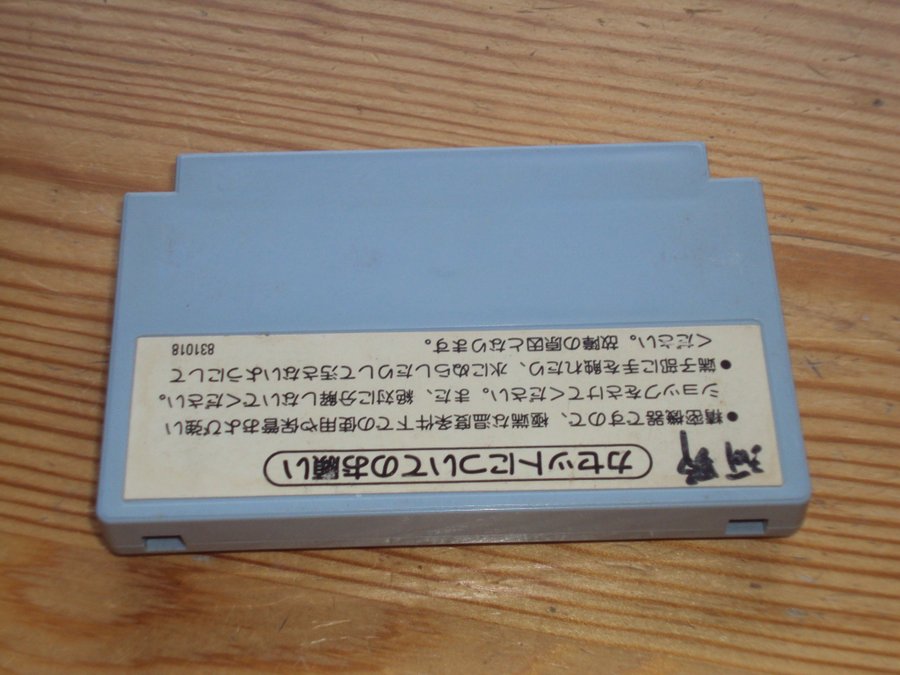 河野
カセットについてのお願い
●精密機器ですので、極端な温度条件下での使用や保管および強い
ショックをさけてください。また、絶対に分解しないでください。
●端子部に手を触れたり、水にぬらしたりして汚さないようにして
ください。故障の原因となります。
831018